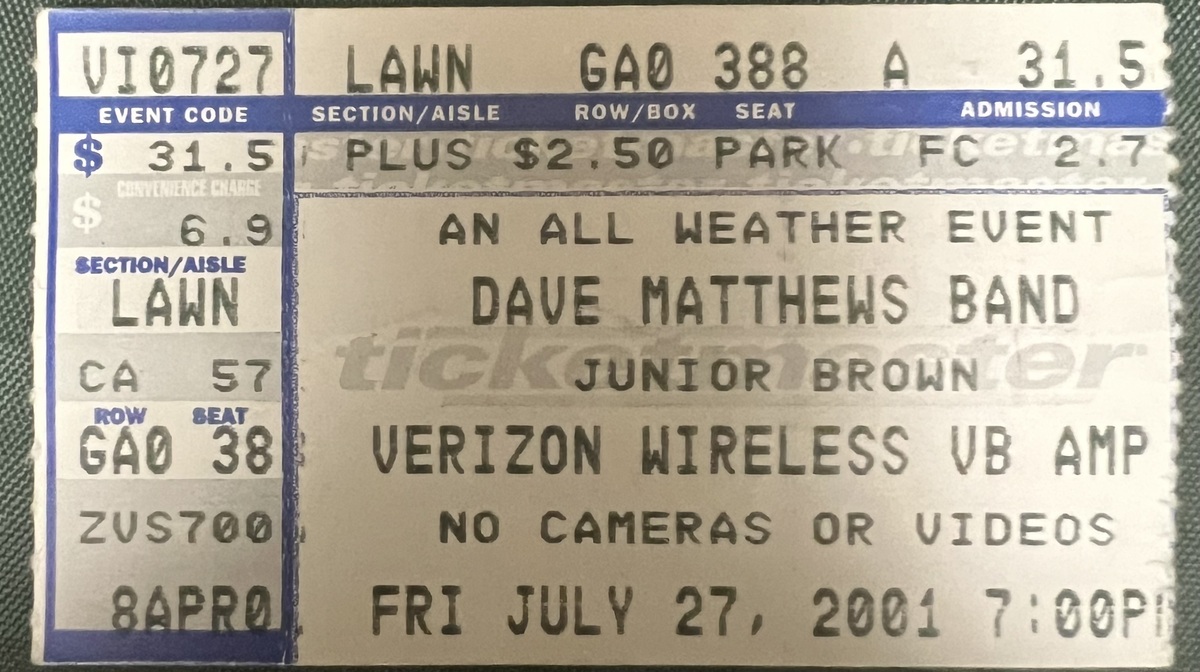 VI0727 LAWN GA0 388 A 31.5
EVENT CODE SECTION/AISLE ROW/BOX SEAT ADMISSION
$ 31.5 PLUS $2.50 PARK FC 2.7
CONVENIENCE CHARGE
$ 6.9
AN ALL WEATHER EVENT
SECTION/AISLE
LAWN
DAVE MATTHEWS BAND
ticketmaster
CA 57
JUNIOR BROWN
ROW SEAT
GA0 38
VERIZON WIRELESS VB AMP
ZVS700
NO CAMERAS OR VIDEOS
8APR0
FRI JULY 27, 2001 7:00P